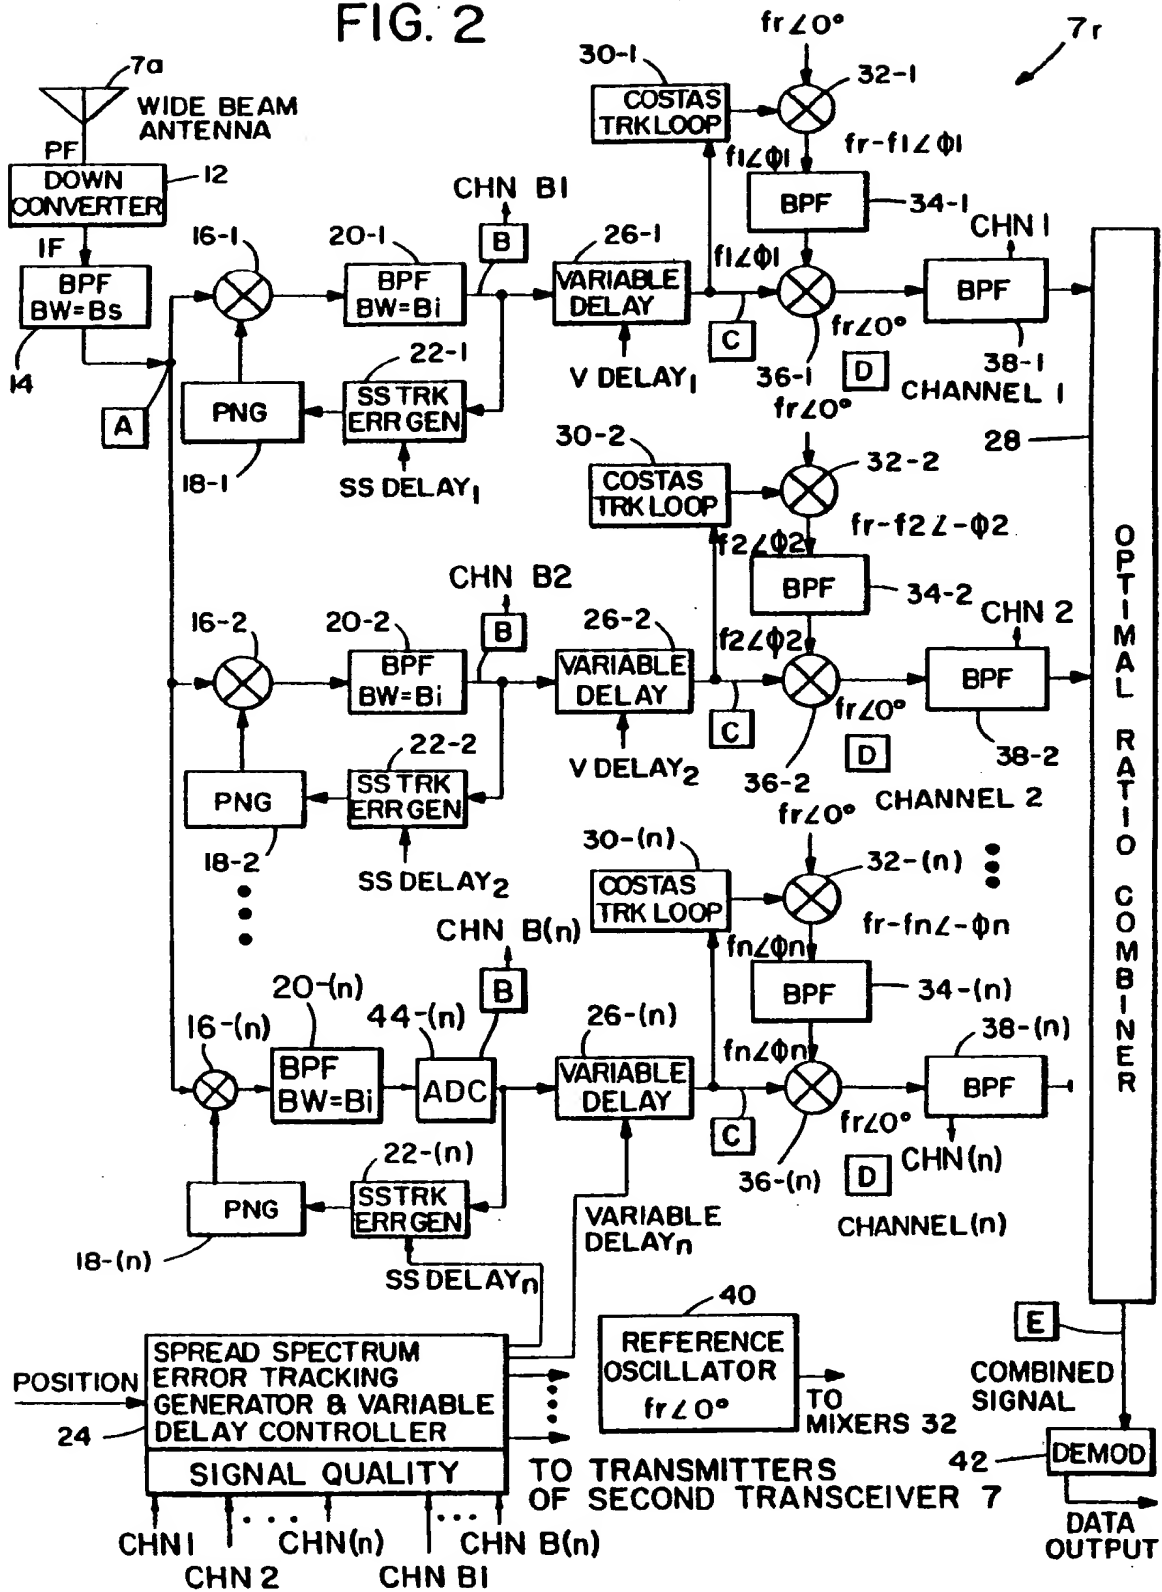 FIG. 2
7a
WIDE BEAM
ANTENNA
PF
DOWN
CONVERTER
12
IF
BPF
BW=Bs
14
A
16-1
20-1
BPF
BW=Bi
CHN B1
B
26-1
VARIABLE
DELAY
V DELAY1
22-1
SS TRK
ERR GEN
SS DELAY1
PNG
18-1
30-1
COSTAS
TRK LOOP
fr∠0°
32-1
7r
f1∠ϕ1
fr-f1∠ϕ1
BPF
34-1
f1∠ϕ1
C
36-1
fr∠0°
D
CHN 1
BPF
38-1
CHANNEL 1
28
OPTIMAL RATIO COMBINER
fr∠0°
30-2
COSTAS
TRK LOOP
32-2
f2∠ϕ2
fr-f2∠-ϕ2
BPF
34-2
CHN B2
B
16-2
20-2
BPF
BW=Bi
26-2
VARIABLE
DELAY
V DELAY2
f2∠ϕ2
C
36-2
fr∠0°
D
CHN 2
BPF
38-2
CHANNEL 2
22-2
SS TRK
ERR GEN
SS DELAY2
PNG
18-2
fr∠0°
30-(n)
COSTAS
TRK LOOP
32-(n)
fn∠ϕn
fr-fn∠-ϕn
BPF
34-(n)
CHN B(n)
B
20-(n)
44-(n)
16-(n)
BPF
BW=Bi
ADC
26-(n)
VARIABLE
DELAY
fn∠ϕn
C
36-(n)
fr∠0°
D
38-(n)
BPF
CHN(n)
CHANNEL(n)
22-(n)
SS TRK
ERR GEN
PNG
18-(n)
SS DELAYn
VARIABLE
DELAYn
SPREAD SPECTRUM
ERROR TRACKING
GENERATOR & VARIABLE
DELAY CONTROLLER
SIGNAL QUALITY
POSITION
24
40
REFERENCE
OSCILLATOR
fr∠0°
TO
MIXERS 32
E
COMBINED
SIGNAL
42
DEMOD
DATA
OUTPUT
TO TRANSMITTERS
OF SECOND TRANSCEIVER 7
CHN 1
CHN 2
CHN(n)
CHN B1
CHN B(n)